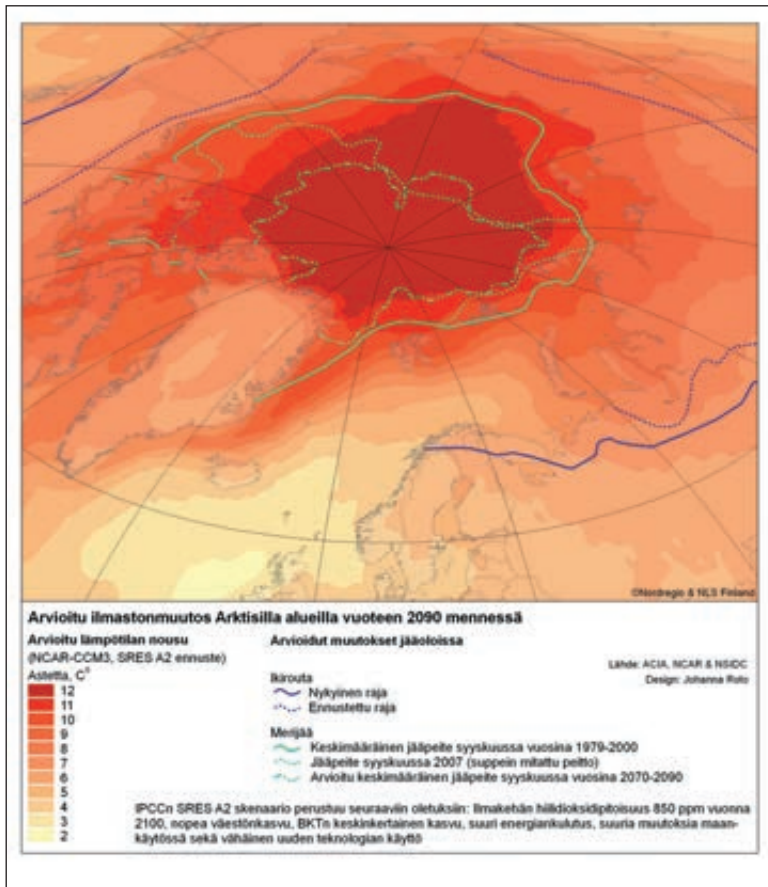 ©Nordregio & NLS Finland
Arvioitu ilmastonmuutos Arktisilla alueilla vuoteen 2090 mennessä
Arvioitu lämpötilan nousu
(NCAR-CCM3, SRES A2 ennuste)
Astetta, C°
12
11
10
9
8
7
6
5
4
3
2
Arvioidut muutokset jääoloissa
Ikirouta
Nykyinen raja
Ennustettu raja
Merijää
Keskimääräinen jääpeite syyskuussa vuosina 1979-2000
Jääpeite syyskuussa 2007 (suppein mitattu peitto)
Arvioitu keskimääräinen jääpeite syyskuussa vuosina 2070-2090
Lähde: ACIA, NCAR & NSIDC
Design: Johanna Roto
IPCCn SRES A2 skenaario perustuu seuraaviin oletuksiin: Ilmakehän hiilidioksidipitoisuus 850 ppm vuonna
2100, nopea väestönkasvu, BKTn keskinkertainen kasvu, suuri energiankulutus, suuria muutoksia maan-
käytössä sekä vähäinen uuden teknologian käyttö